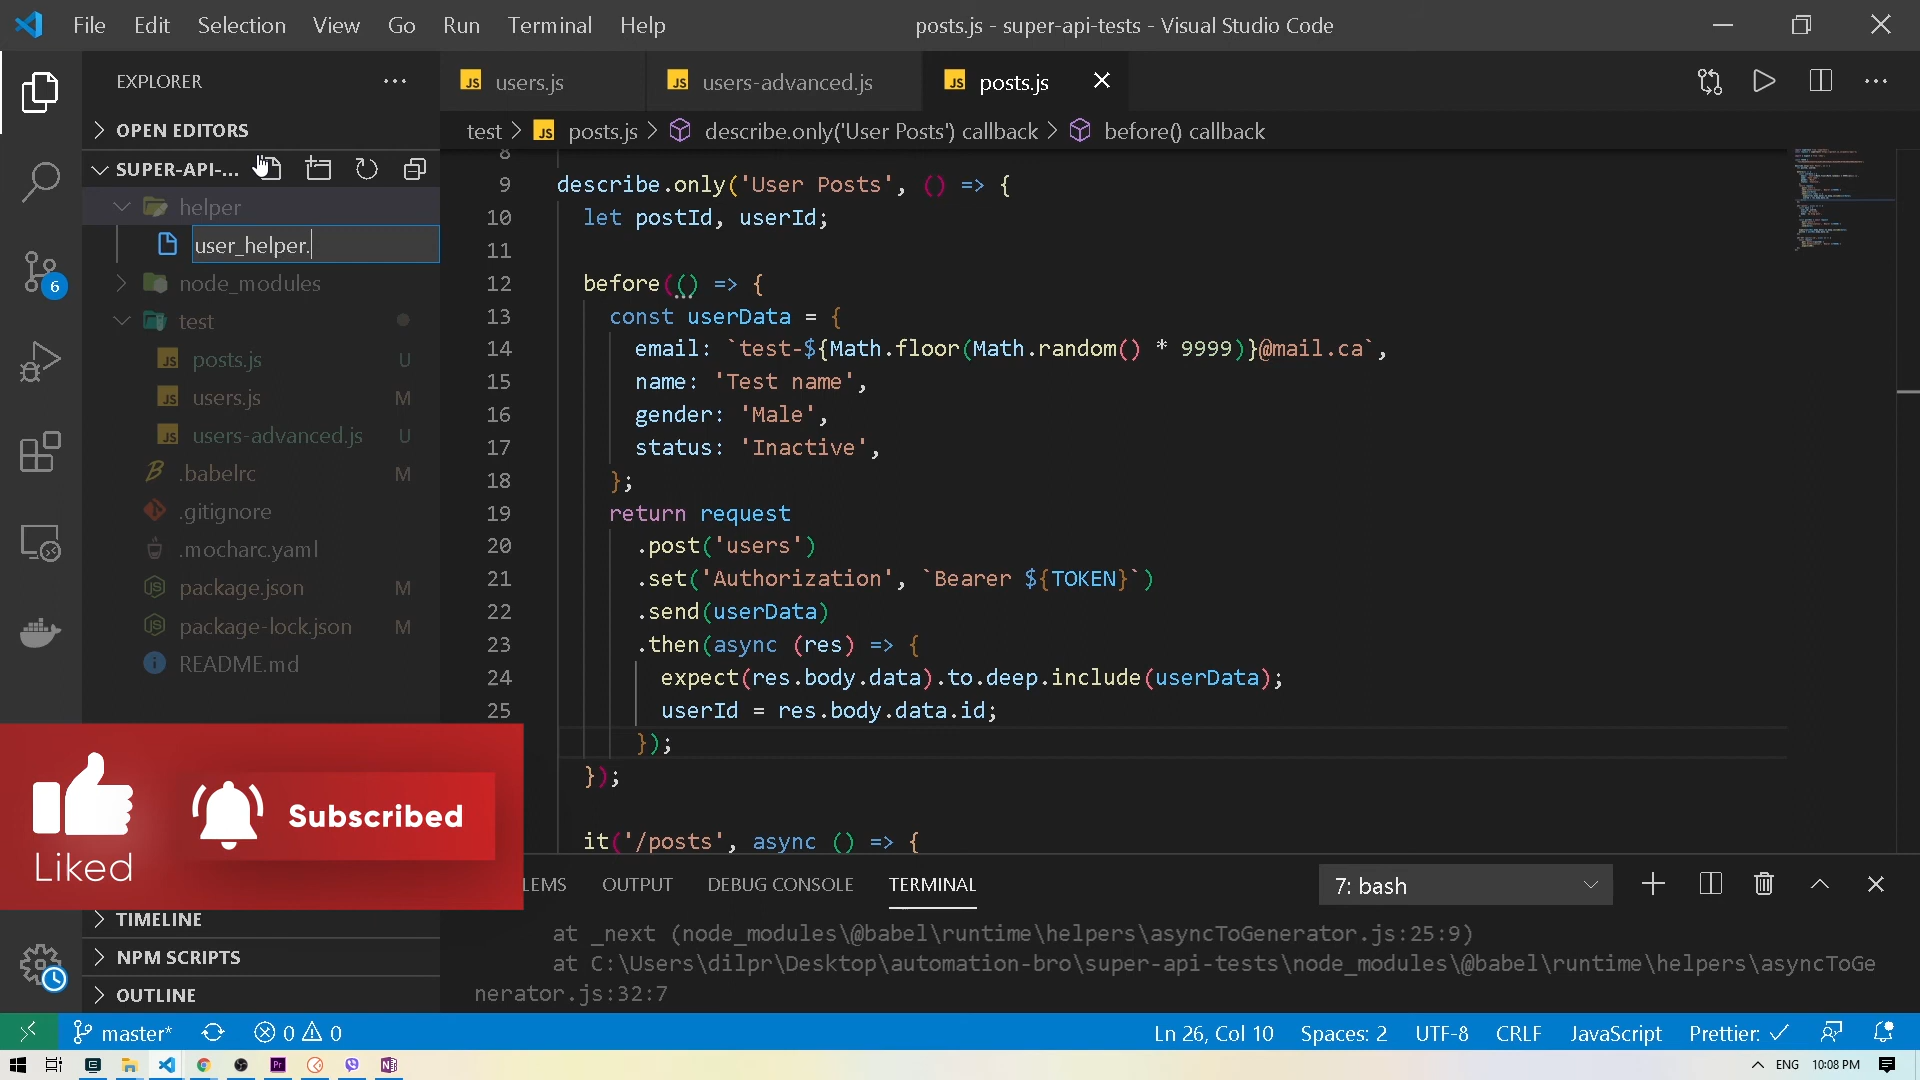 File Edit Selection View Go Run Terminal Help
posts.js - super-api-tests - Visual Studio Code
EXPLORER
OPEN EDITORS
SUPER-API-...
helper
user_helper.
node_modules
test
JS posts.js U
JS users.js M
JS users-advanced.js U
.babelrc M
.gitignore
.mocharc.yaml
package.json M
package-lock.json M
README.md
6
Liked
Subscribed
TIMELINE
NPM SCRIPTS
OUTLINE
JS users.js
JS users-advanced.js
JS posts.js
test > JS posts.js > describe.only('User Posts') callback > before() callback
8
9 describe.only('User Posts', () => {
10 let postId, userId;
11
12 before(() => {
13 const userData = {
14 email: `test-${Math.floor(Math.random() * 9999)}@mail.ca`,
15 name: 'Test name',
16 gender: 'Male',
17 status: 'Inactive',
18 };
19 return request
20 .post('users')
21 .set('Authorization', `Bearer ${TOKEN}`)
22 .send(userData)
23 .then(async (res) => {
24 expect(res.body.data).to.deep.include(userData);
25 userId = res.body.data.id;
});
});
it('/posts', async () => {
LEMS OUTPUT DEBUG CONSOLE TERMINAL
7: bash
at _next (node_modules\@babel\runtime\helpers\asyncToGenerator.js:25:9)
at C:\Users\dilpr\Desktop\automation-bro\super-api-tests\node_modules\@babel\runtime\helpers\asyncToGe
nerator.js:32:7
master* 0 0
Ln 26, Col 10 Spaces: 2 UTF-8 CRLF JavaScript Prettier: ✓
ENG 10:08 PM